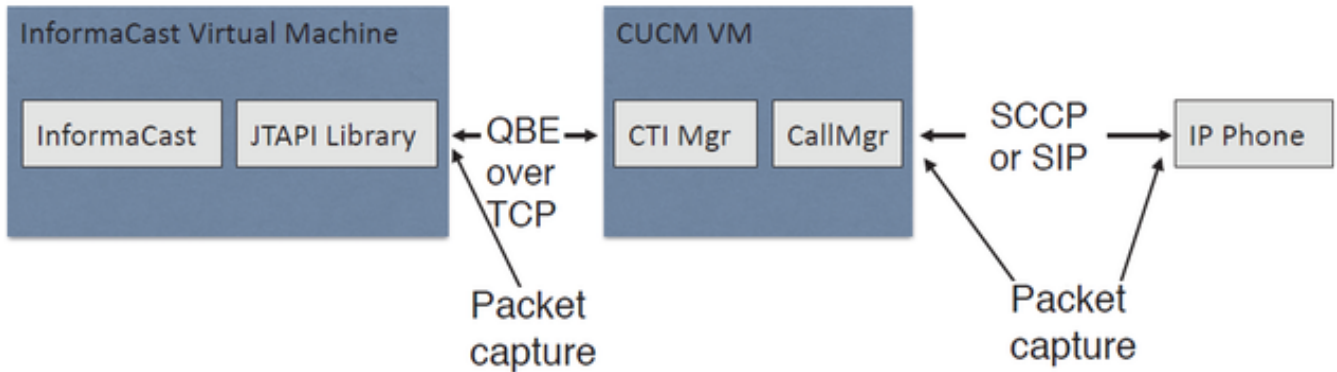 InformaCast Virtual Machine
InformaCast
JTAPI Library
QBE
over
TCP
CUCM VM
CTI Mgr
CallMgr
SCCP
or SIP
IP Phone
Packet
capture
Packet
capture